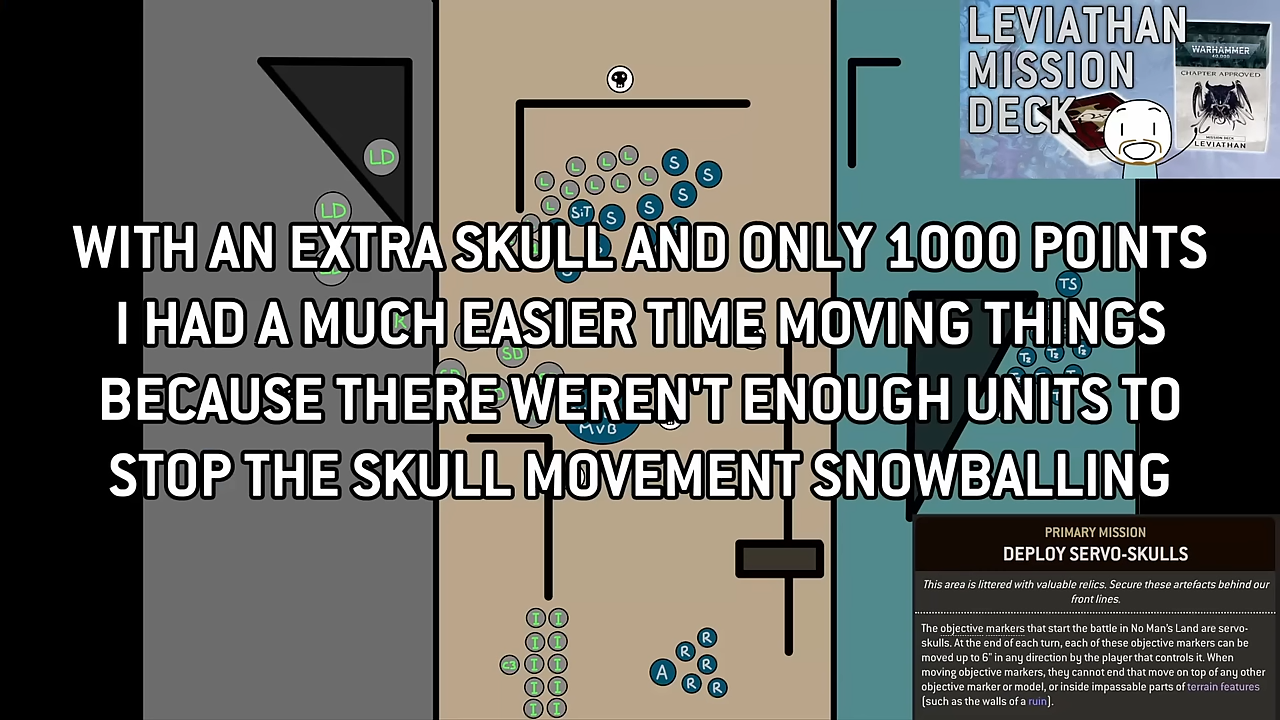 LEVIATHAN
MISSION
DECK
WARHAMMER
40,000
CHAPTER APPROVED
MISSION DECK
LEVIATHAN
LD
LD
L L L
L L L L L L
L
S S
S
S
SiT S
WITH AN EXTRA SKULL AND ONLY 1000 POINTS
I HAD A MUCH EASIER TIME MOVING THINGS
BECAUSE THERE WEREN'T ENOUGH UNITS TO
STOP THE SKULL MOVEMENT SNOWBALLING
TS
SD
MVB
PRIMARY MISSION
DEPLOY SERVO-SKULLS
This area is littered with valuable relics. Secure these artefacts behind our
front lines.
The objective markers that start the battle in No Man's Land are servo-
skulls. At the end of each turn, each of these objective markers can be
moved up to 6" in any direction by the player that controls it. When
moving objective markers, they cannot end that move on top of any other
objective marker or model, or inside impassable parts of terrain features
(such as the walls of a ruin).
I I
I I
C3 I I
I I
I I
R
R
A R
R R